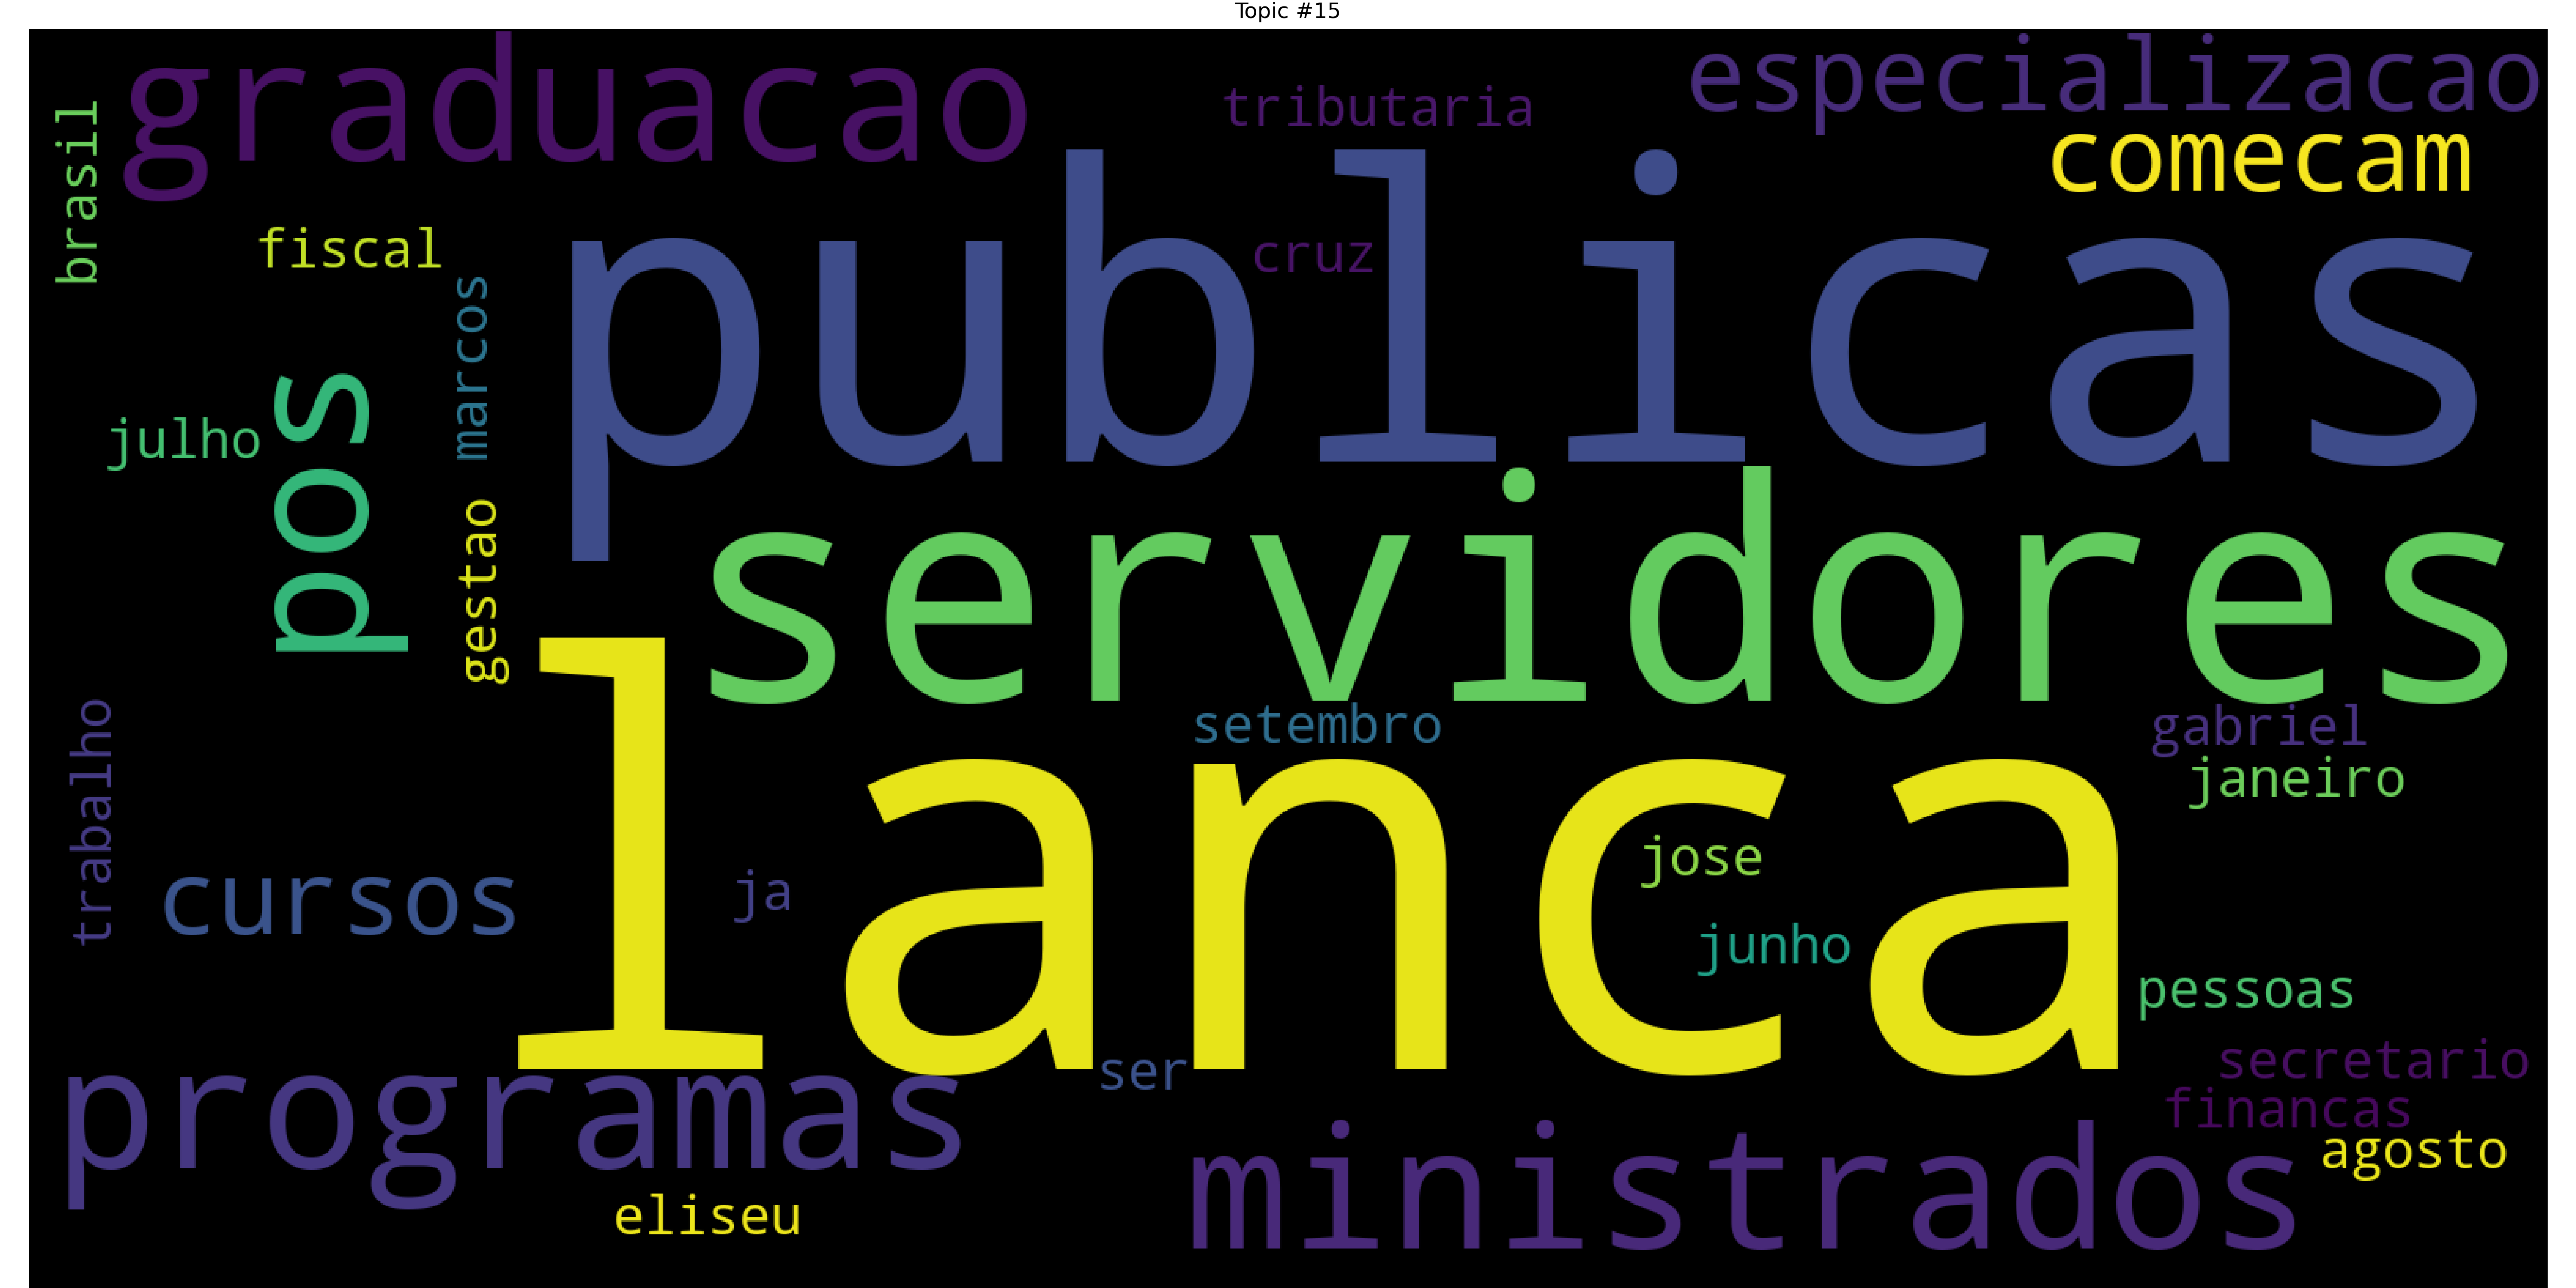 Topic #15
graduacao
especializacao
tributaria
comecam
brasil
fiscal
cruz
publicas
marcos
julho
pos
servidores
gestao
setembro
gabriel
janeiro
lanca
trabalho
cursos
ja
jose
junho
pessoas
ser
secretario
programas
financas
ministrados
agosto
eliseu